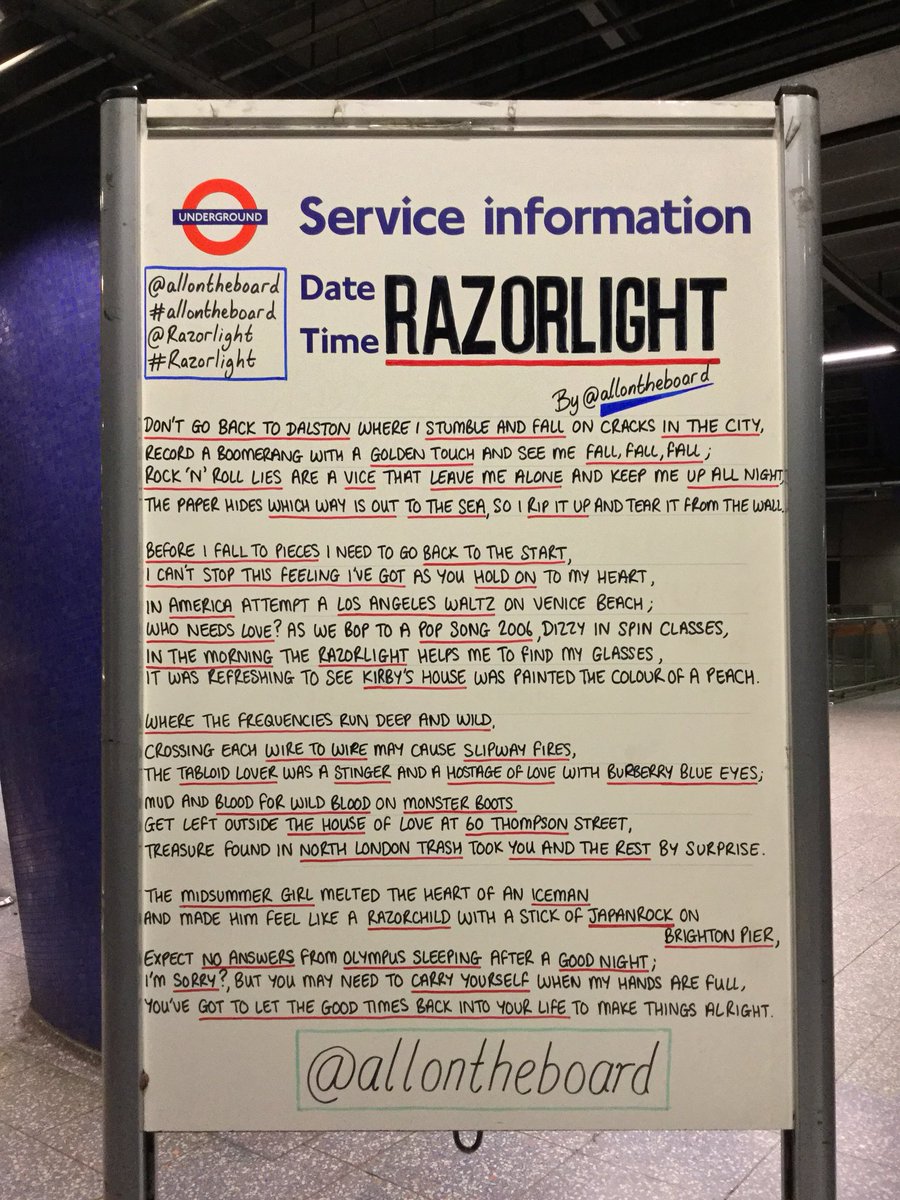 UNDERGROUND
Service information
@allontheboard
#allontheboard
@Razorlight
#Razorlight
Date
Time
RAZORLIGHT
By @allontheboard
DON'T GO BACK TO DALSTON WHERE I STUMBLE AND FALL ON CRACKS IN THE CITY,
RECORD A BOOMERANG WITH A GOLDEN TOUCH AND SEE ME FALL, FALL, FALL;
ROCK 'N' ROLL LIES ARE A VICE THAT LEAVE ME ALONE AND KEEP ME UP ALL NIGHT,
THE PAPER HIDES WHICH WAY IS OUT TO THE SEA, SO I RIP IT UP AND TEAR IT FROM THE WALL.
BEFORE I FALL TO PIECES I NEED TO GO BACK TO THE START,
I CAN'T STOP THIS FEELING I'VE GOT AS YOU HOLD ON TO MY HEART,
IN AMERICA ATTEMPT A LOS ANGELES WALTZ ON VENICE BEACH;
WHO NEEDS LOVE? AS WE BOP TO A POP SONG 2006, DIZZY IN SPIN CLASSES,
IN THE MORNING THE RAZORLIGHT HELPS ME TO FIND MY GLASSES,
IT WAS REFRESHING TO SEE KIRBY'S HOUSE WAS PAINTED THE COLOUR OF A PEACH.
WHERE THE FREQUENCIES RUN DEEP AND WILD,
CROSSING EACH WIRE TO WIRE MAY CAUSE SLIPWAY FIRES,
THE TABLOID LOVER WAS A STINGER AND A HOSTAGE OF LOVE WITH BURBERRY BLUE EYES;
MUD AND BLOOD FOR WILD BLOOD ON MONSTER BOOTS
GET LEFT OUTSIDE THE HOUSE OF LOVE AT 60 THOMPSON STREET,
TREASURE FOUND IN NORTH LONDON TRASH TOOK YOU AND THE REST BY SURPRISE.
THE MIDSUMMER GIRL MELTED THE HEART OF AN ICEMAN
AND MADE HIM FEEL LIKE A RAZORCHILD WITH A STICK OF JAPANROCK ON
BRIGHTON PIER,
EXPECT NO ANSWERS FROM OLYMPUS SLEEPING AFTER A GOOD NIGHT;
I'M SORRY?, BUT YOU MAY NEED TO CARRY YOURSELF WHEN MY HANDS ARE FULL,
YOU'VE GOT TO LET THE GOOD TIMES BACK INTO YOUR LIFE TO MAKE THINGS ALRIGHT.
@allontheboard